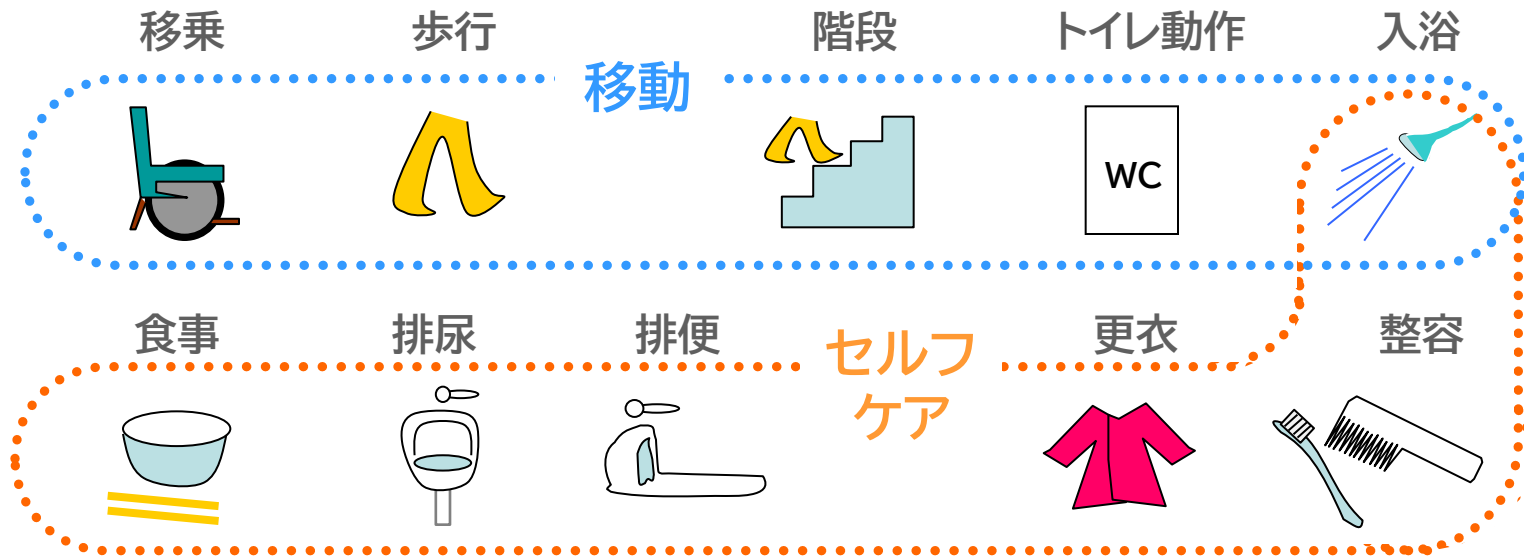 移乗
歩行
階段
トイレ動作
入浴
移動
WC
食事
排尿
排便
更衣
整容
セルフ
ケア